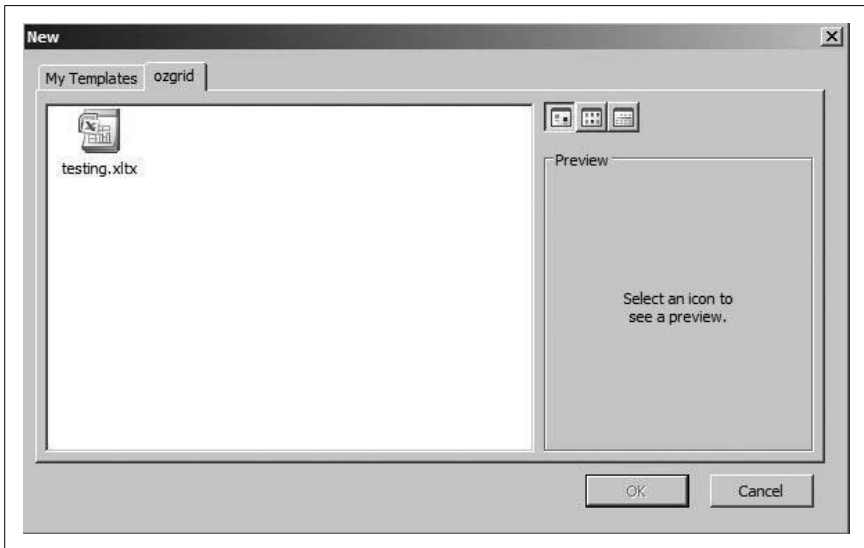 New
My Templates
ozgrid
testing.xltx
Preview
Select an icon to
see a preview.
OK
Cancel